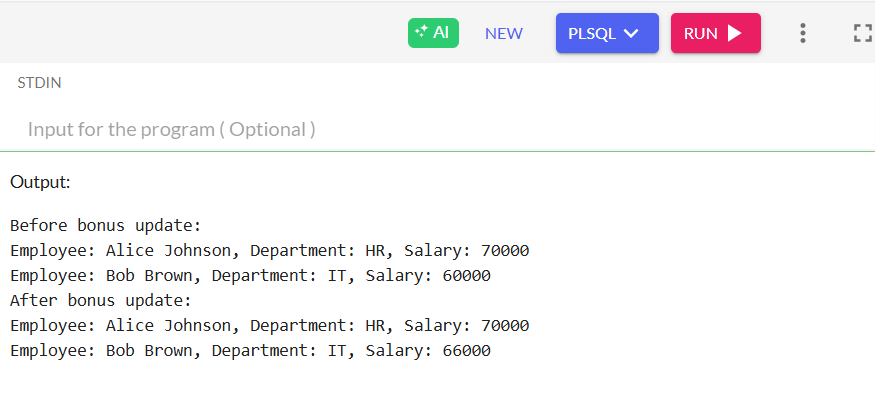 AI NEW PLSQL RUN
STDIN
Input for the program ( Optional )
Output:
Before bonus update:
Employee: Alice Johnson, Department: HR, Salary: 70000
Employee: Bob Brown, Department: IT, Salary: 60000
After bonus update:
Employee: Alice Johnson, Department: HR, Salary: 70000
Employee: Bob Brown, Department: IT, Salary: 66000